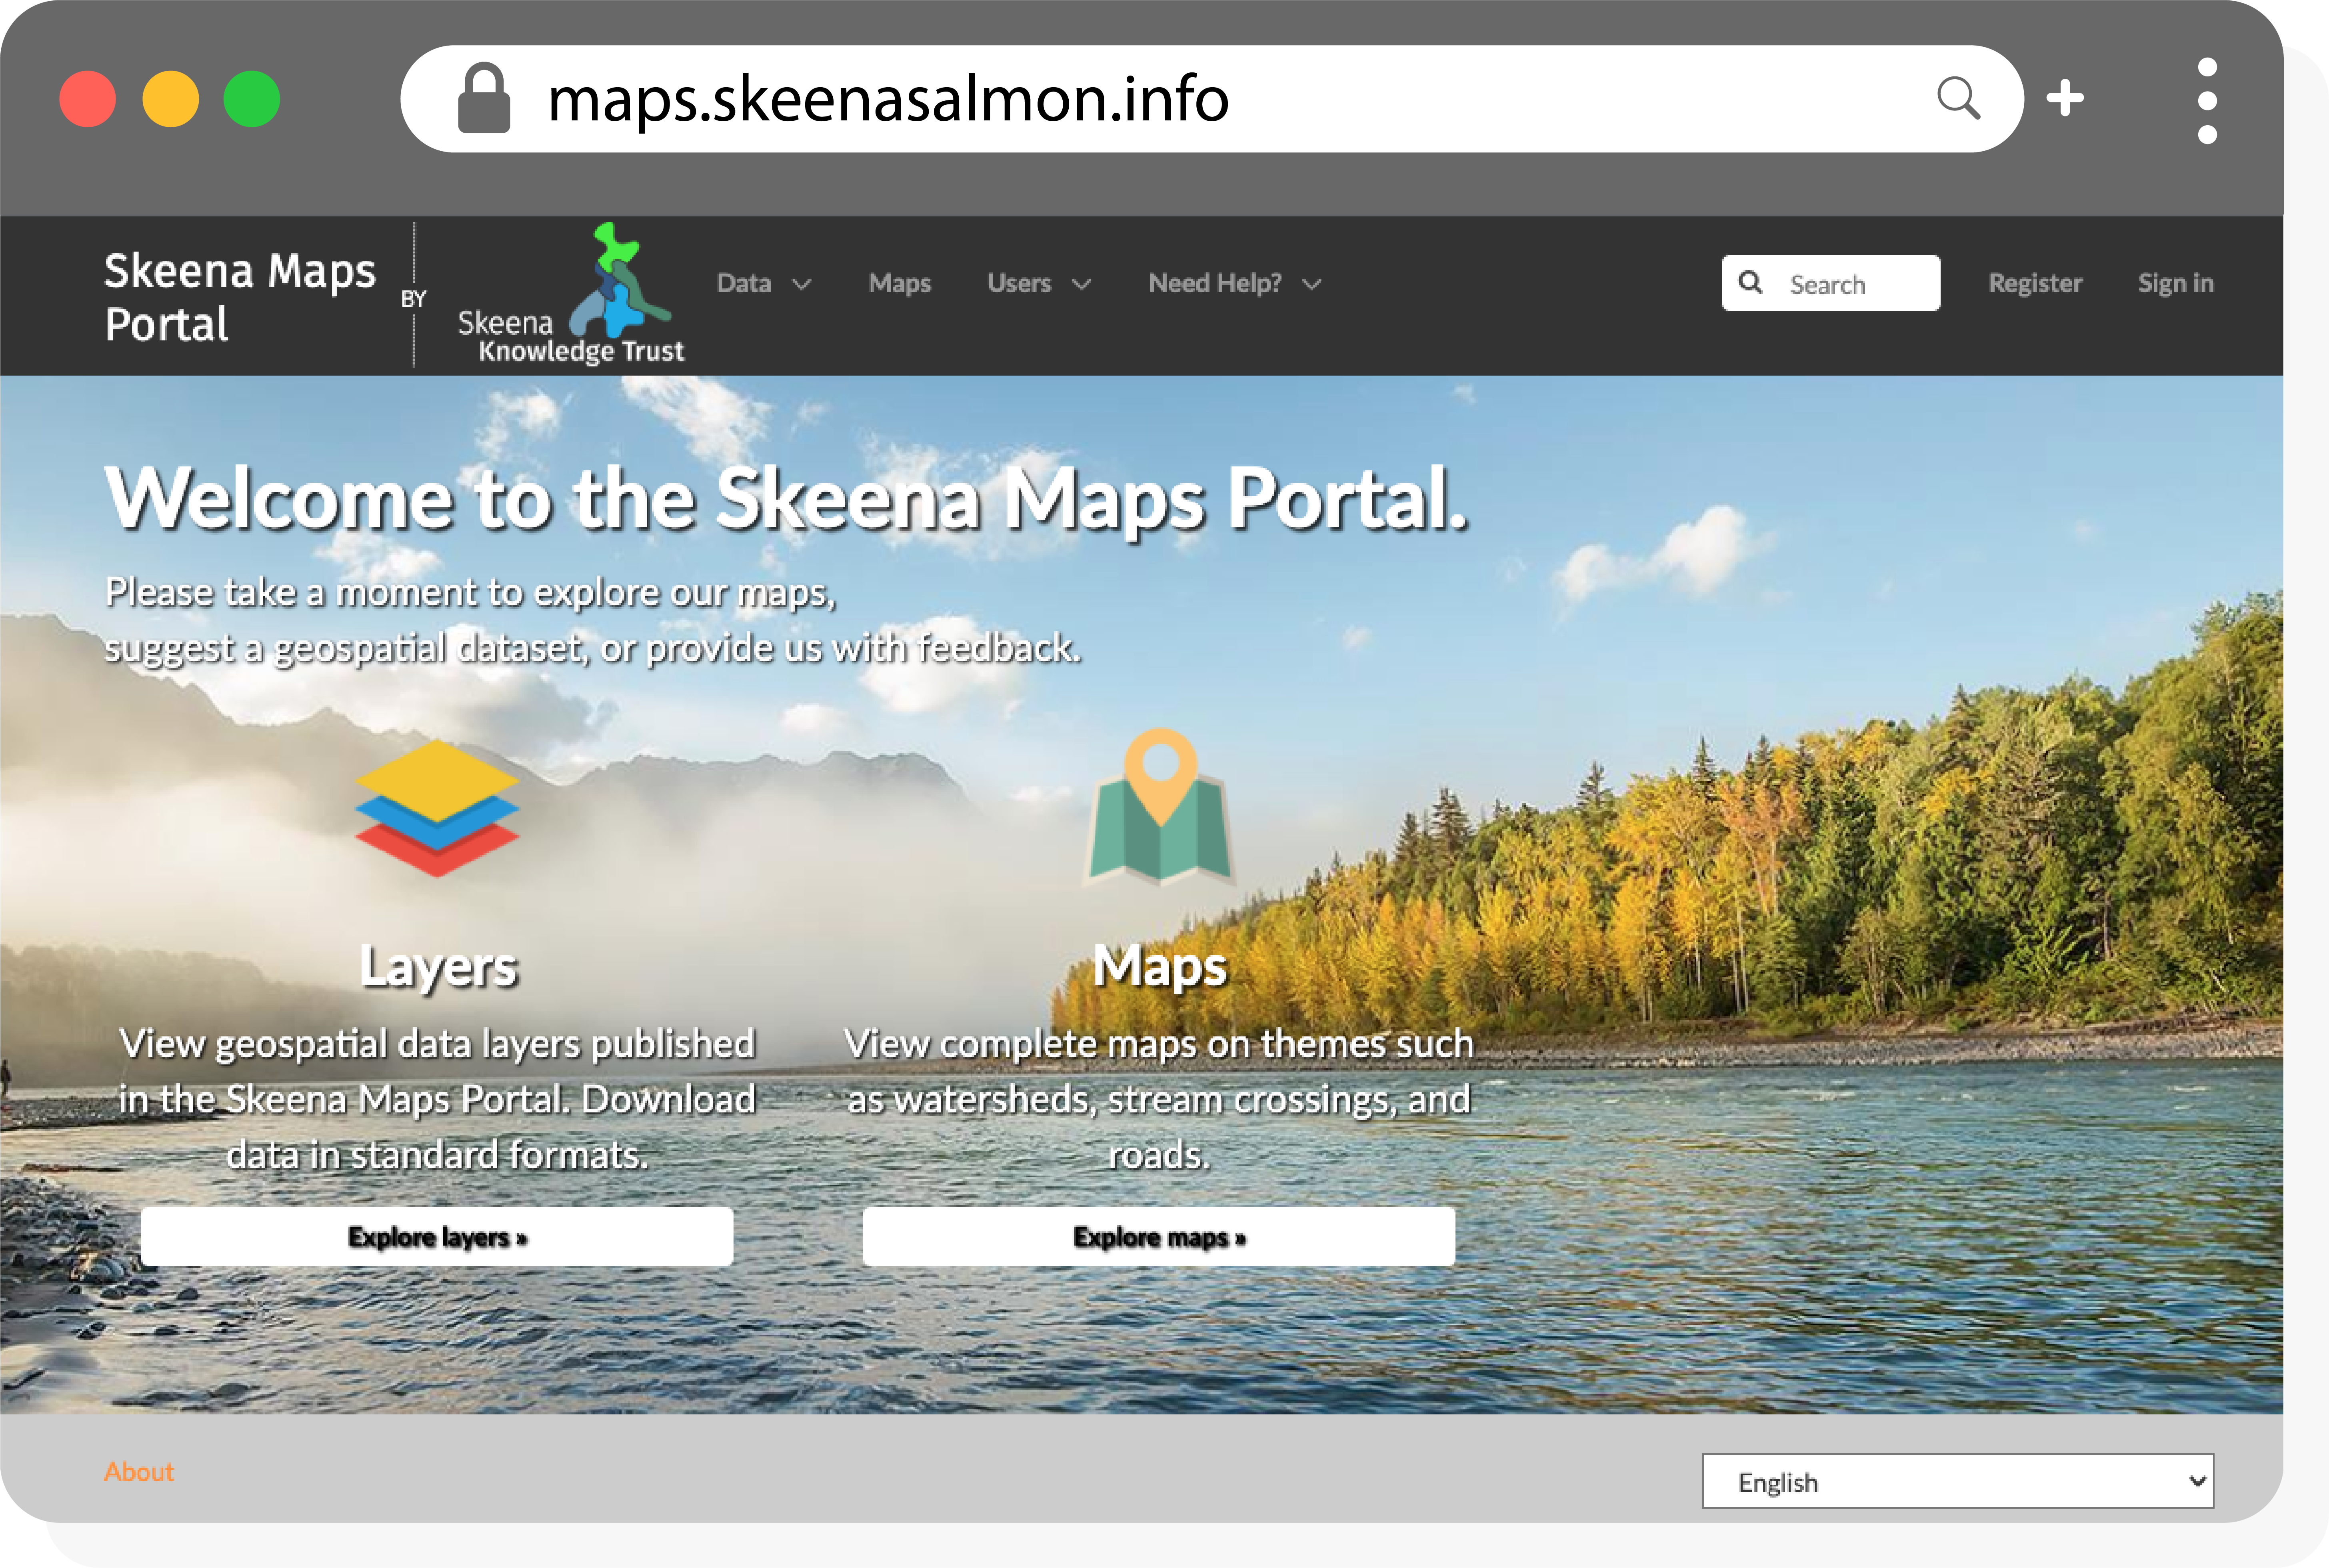 maps.skeenasalmon.info
Skeena Maps
Portal
BY
Skeena
Knowledge Trust
Data
Maps
Users
Need Help?
Search
Register
Sign in
Welcome to the Skeena Maps Portal.
Please take a moment to explore our maps,
suggest a geospatial dataset, or provide us with feedback.
Layers
View geospatial data layers published
in the Skeena Maps Portal. Download
data in standard formats.
Explore layers »
Maps
View complete maps on themes such
as watersheds, stream crossings, and
roads.
Explore maps »
About
English